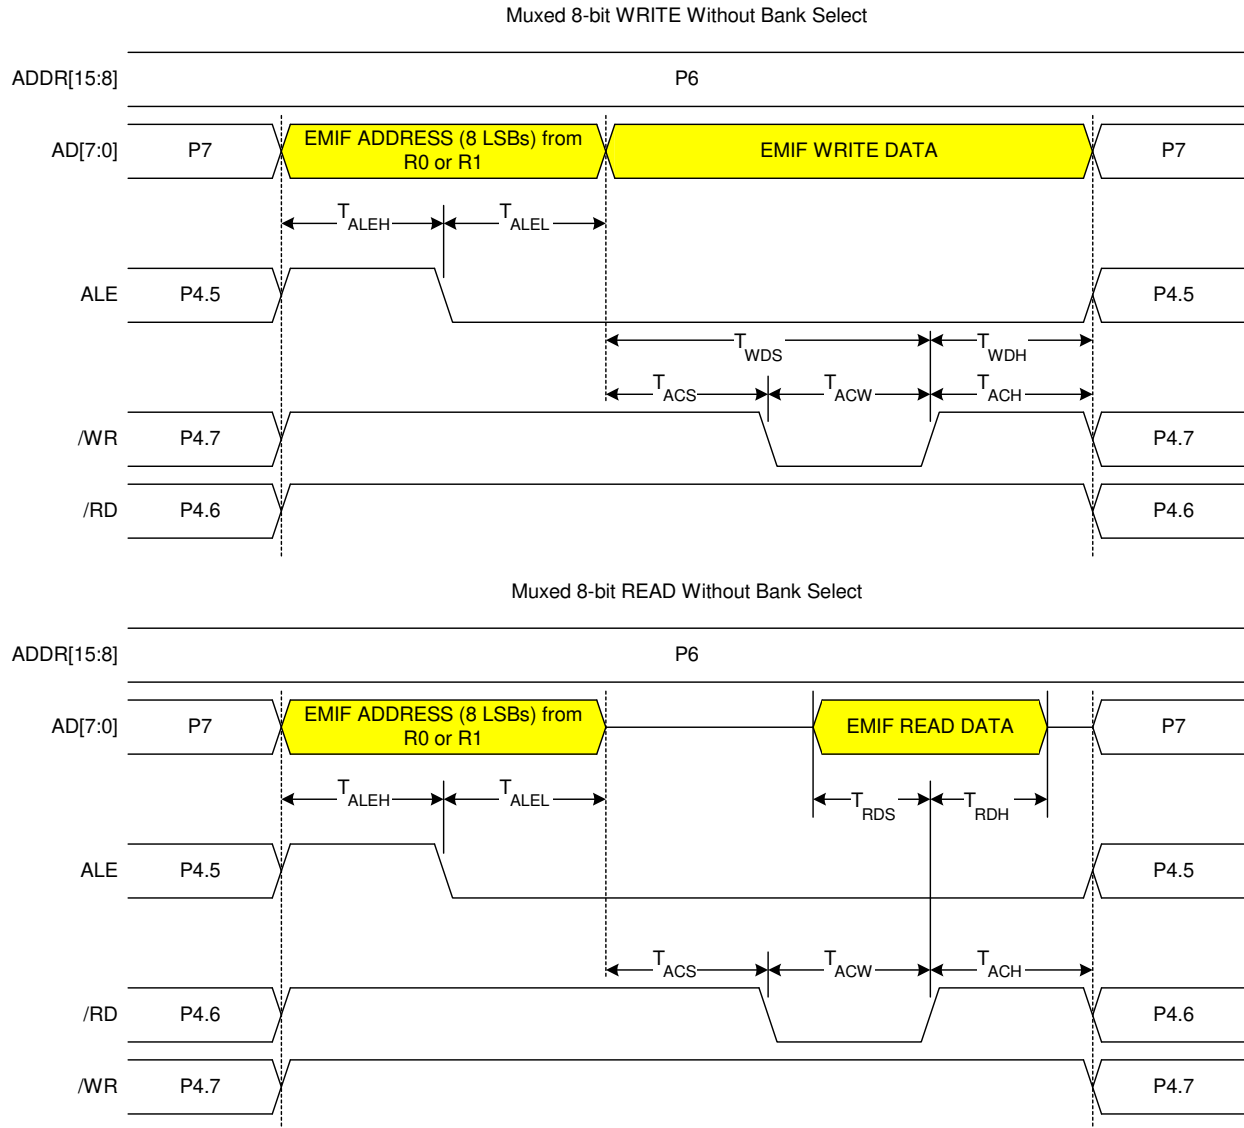 Muxed 8-bit WRITE Without Bank Select
ADDR[15:8] P6
AD[7:0] P7 EMIF ADDRESS (8 LSBs) from R0 or R1 EMIF WRITE DATA P7
TALEH TALEL
ALE P4.5 P4.5
TWDS TWDH
TACS TACW TACH
/WR P4.7 P4.7
/RD P4.6 P4.6
Muxed 8-bit READ Without Bank Select
ADDR[15:8] P6
AD[7:0] P7 EMIF ADDRESS (8 LSBs) from R0 or R1 EMIF READ DATA P7
TALEH TALEL TRDS TRDH
ALE P4.5 P4.5
TACS TACW TACH
/RD P4.6 P4.6
/WR P4.7 P4.7